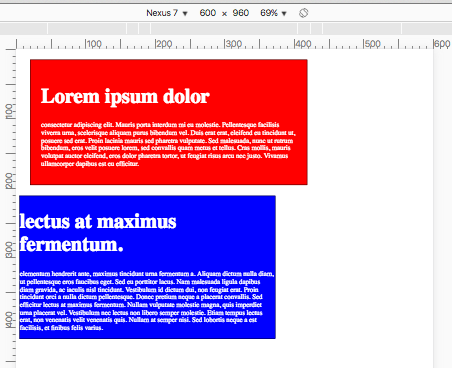 Nexus 7 ▼ 600 × 960 69% ▼
100 200 300 400 500 600
100
200
300
400
Lorem ipsum dolor
consectetur adipiscing elit. Mauris porta interdum mi eu molestie. Pellentesque facilisis
viverra urna, scelerisque aliquam purus bibendum vel. Duis erat erat, eleifend eu tincidunt ut,
posuere sed erat. Proin lacinia mauris sed pharetra vulputate. Sed malesuada, nunc ut rutrum
bibendum, eros velit posuere lorem, sed convallis quam metus et tellus. Cras mollis, mauris
volutpat auctor eleifend, eros dolor pharetra tortor, ut feugiat risus arcu nec justo. Vivamus
ullamcorper dapibus est eu efficitur.
lectus at maximus
fermentum.
elementum hendrerit ante, maximus tincidunt urna fermentum a. Aliquam dictum nulla diam,
ut pellentesque eros faucibus eget. Sed eu porttitor lacus. Nam malesuada ligula dapibus
diam gravida, ac iaculis nisl tincidunt. Vestibulum id dictum dui, non feugiat erat. Proin
tincidunt orci a nulla dictum pellentesque. Donec pretium neque a placerat convallis. Sed
efficitur lectus at maximus fermentum. Nullam vulputate molestie magna, quis imperdiet
urna placerat vel. Vestibulum nec lectus non libero semper molestie. Etiam tempus lectus
erat, non venenatis velit venenatis quis. Nullam at semper nisi. Sed lobortis neque a est
facilisis, et finibus felis varius.